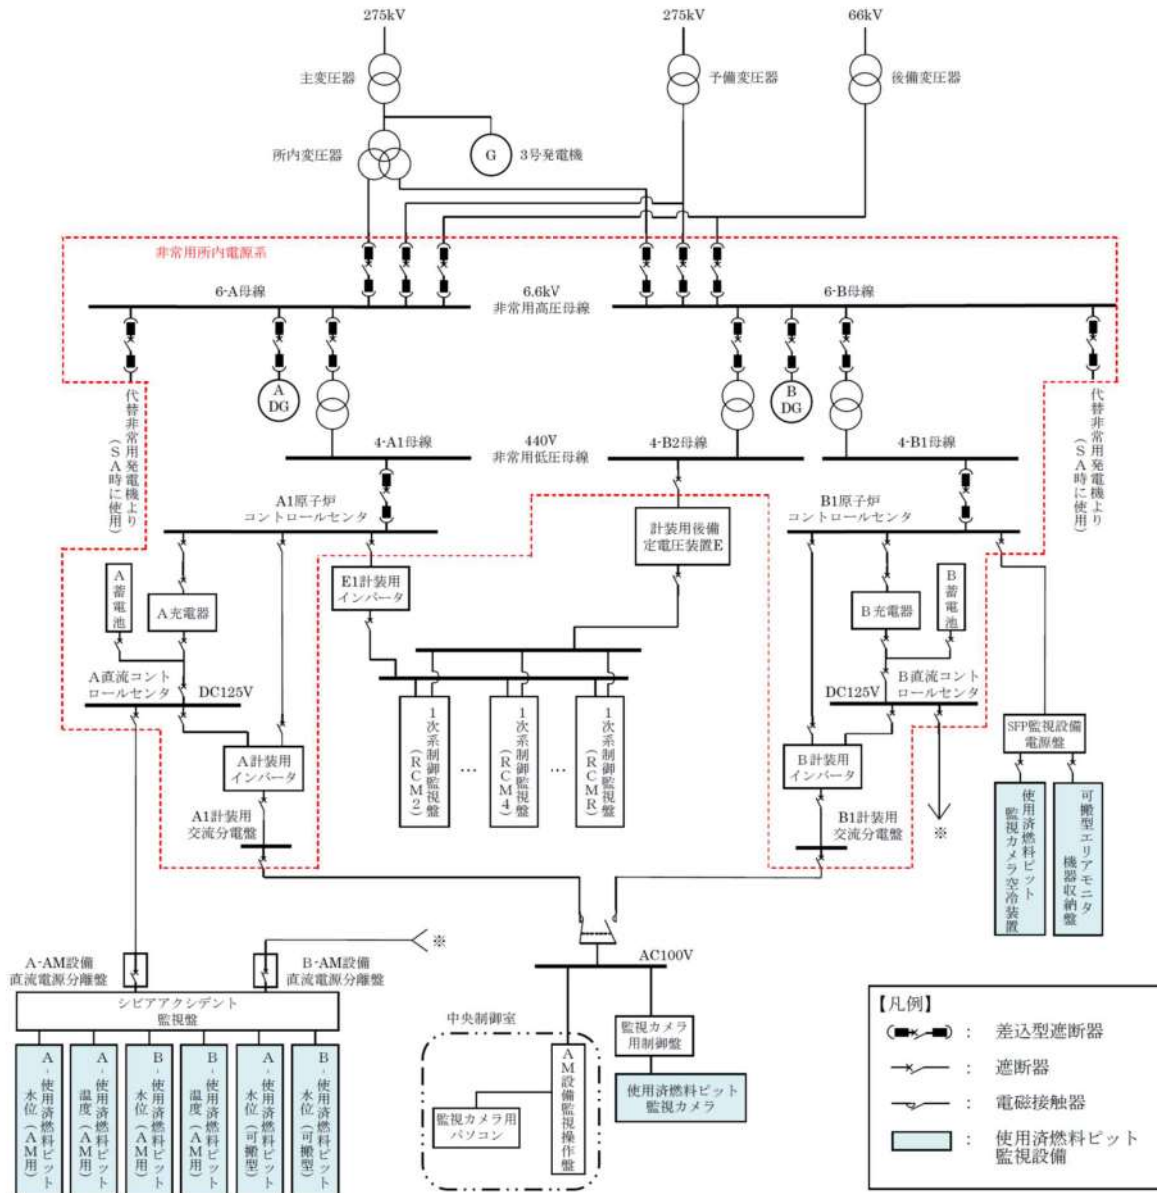 275kV
275kV
66kV
主変圧器
予備変圧器
後備変圧器
所内変圧器
G
3号発電機
非常用所内電源系
6-A母線
6.6kV
非常用高圧母線
6-B母線
代替非常用発電機より
(SA時に使用)
A
DG
B
DG
代替非常用発電機より
(SA時に使用)
4-A1母線
440V
非常用低圧母線
4-B2母線
4-B1母線
A1原子炉
コントロールセンタ
B1原子炉
コントロールセンタ
計装用後備
定電圧装置E
A蓄電池
A充電器
E1計装用
インバータ
B充電器
B蓄電池
A直流コント
ロールセンタ
DC125V
DC125V
B直流コント
ロールセンタ
1次系制御監視盤
(RCM2)
…
1次系制御監視盤
(RCM4)
…
1次系制御監視盤
(RCMR)
SFP監視設備
電源盤
A計装用
インバータ
B計装用
インバータ
使用済燃料ピット
監視カメラ空冷装置
可搬型エリアモニタ
機器収納盤
A1計装用
交流分電盤
B1計装用
交流分電盤
※
※
AC100V
A-AM設備
直流電源分離盤
B-AM設備
直流電源分離盤
シビアアクシデント
監視盤
A-使用済燃料ピット
水位(AM用)
A-使用済燃料ピット
温度(AM用)
B-使用済燃料ピット
水位(AM用)
B-使用済燃料ピット
温度(AM用)
A-使用済燃料ピット
水位(可搬型)
B-使用済燃料ピット
水位(可搬型)
中央制御室
監視カメラ用
パソコン
AM設備監視操作盤
監視カメラ
用制御盤
使用済燃料ピット
監視カメラ
【凡例】
: 差込型遮断器
: 遮断器
: 電磁接触器
: 使用済燃料ピット
監視設備